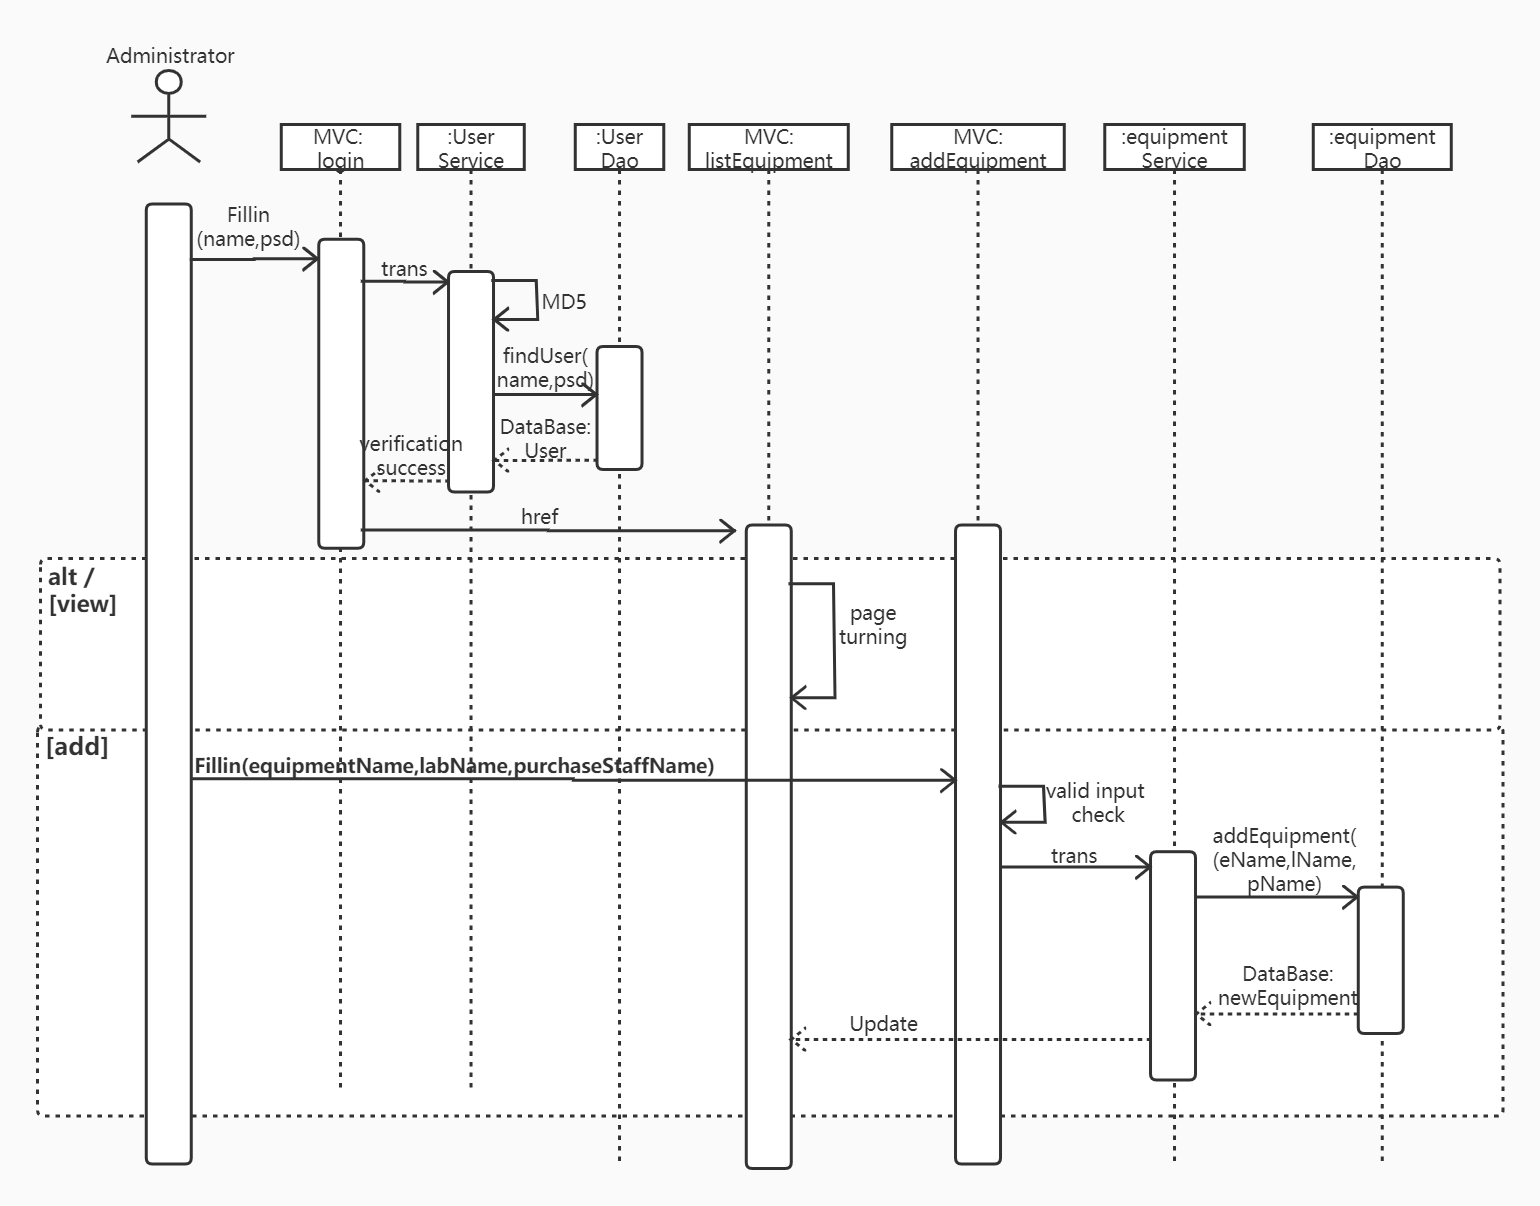 Administrator
MVC:
login
:User
Service
:User
Dao
MVC:
listEquipment
MVC:
addEquipment
:equipment
Service
:equipment
Dao
Fillin
(name,psd)
trans
MD5
findUser(
name,psd)
DataBase:
User
verification
success
href
alt /
[view]
page
turning
[add]
Fillin(equipmentName,labName,purchaseStaffName)
valid input
check
trans
addEquipment(
(eName,lName,
pName)
DataBase:
newEquipment
Update